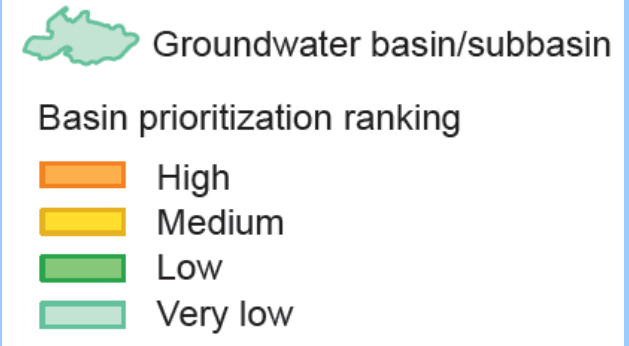 Groundwater basin/subbasin
Basin prioritization ranking
High
Medium
Low
Very low